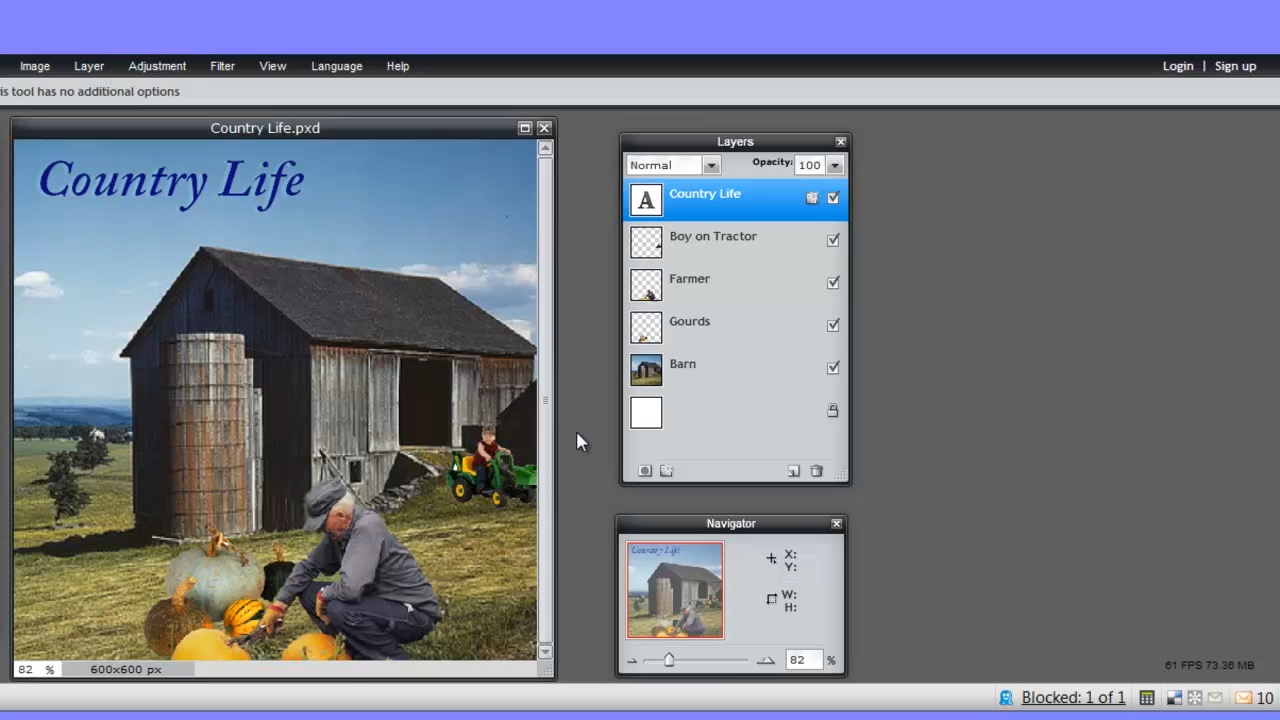 Image Layer Adjustment Filter View Language Help Login | Sign up
is tool has no additional options
Country Life.pxd
Country Life
82 % 600x600 px
Layers
Normal Opacity: 100
A Country Life
Boy on Tractor
Farmer
Gourds
Barn
Navigator
Country Life
X:
Y:
W:
H:
82 %
61 FPS 73.36 MB
Blocked: 1 of 1 10